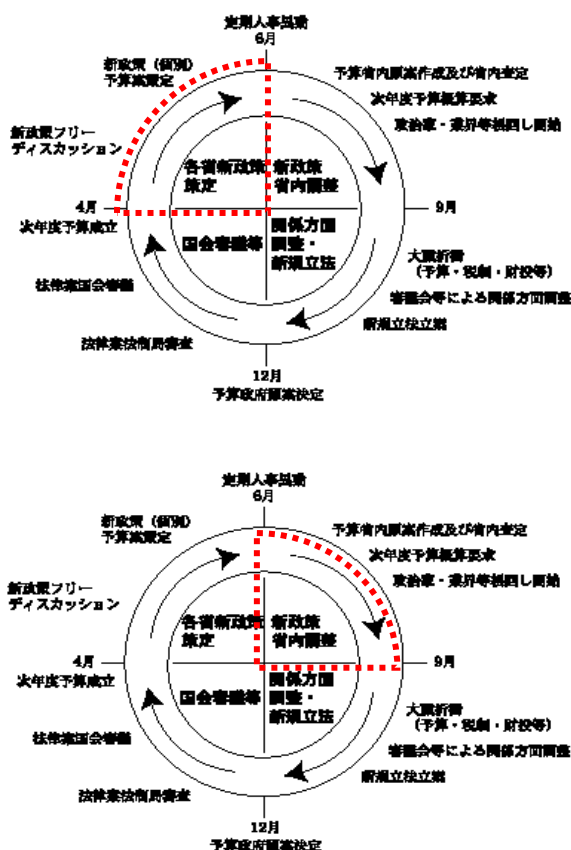 定期人事異動
6月
新政策（個別）
予算案策定
予算省内原案作成及び省内査定
次年度予算概算要求
政治家・業界等根回し開始
新政策フリー
ディスカッション
各省新政策
策定
新政策
省内調整
4月
次年度予算成立
9月
国会審議等
関係方面
調整・
新規立法
大蔵折衝
（予算・税制・財投等）
審議会等による関係方面調整
新規立法立案
法律案国会審議
法律案法制局審査
12月
予算政府原案決定
定期人事異動
6月
新政策（個別）
予算案策定
予算省内原案作成及び省内査定
次年度予算概算要求
政治家・業界等根回し開始
新政策フリー
ディスカッション
各省新政策
策定
新政策
省内調整
4月
次年度予算成立
9月
国会審議等
関係方面
調整・
新規立法
大蔵折衝
（予算・税制・財投等）
審議会等による関係方面調整
新規立法立案
法律案国会審議
法律案法制局審査
12月
予算政府原案決定